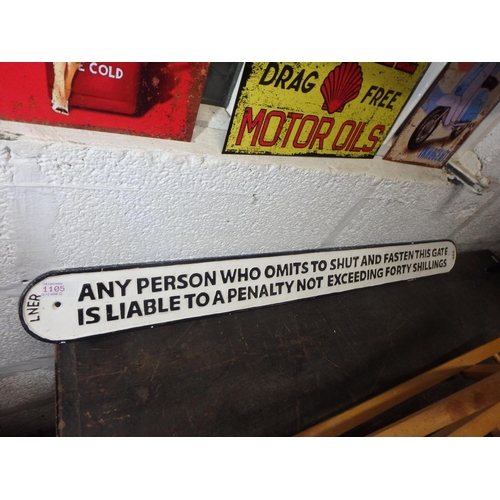 COLD
DRAG FREE
MOTOR OILS
LNER
1105
ANY PERSON WHO OMITS TO SHUT AND FASTEN THIS GATE
IS LIABLE TO A PENALTY NOT EXCEEDING FORTY SHILLINGS